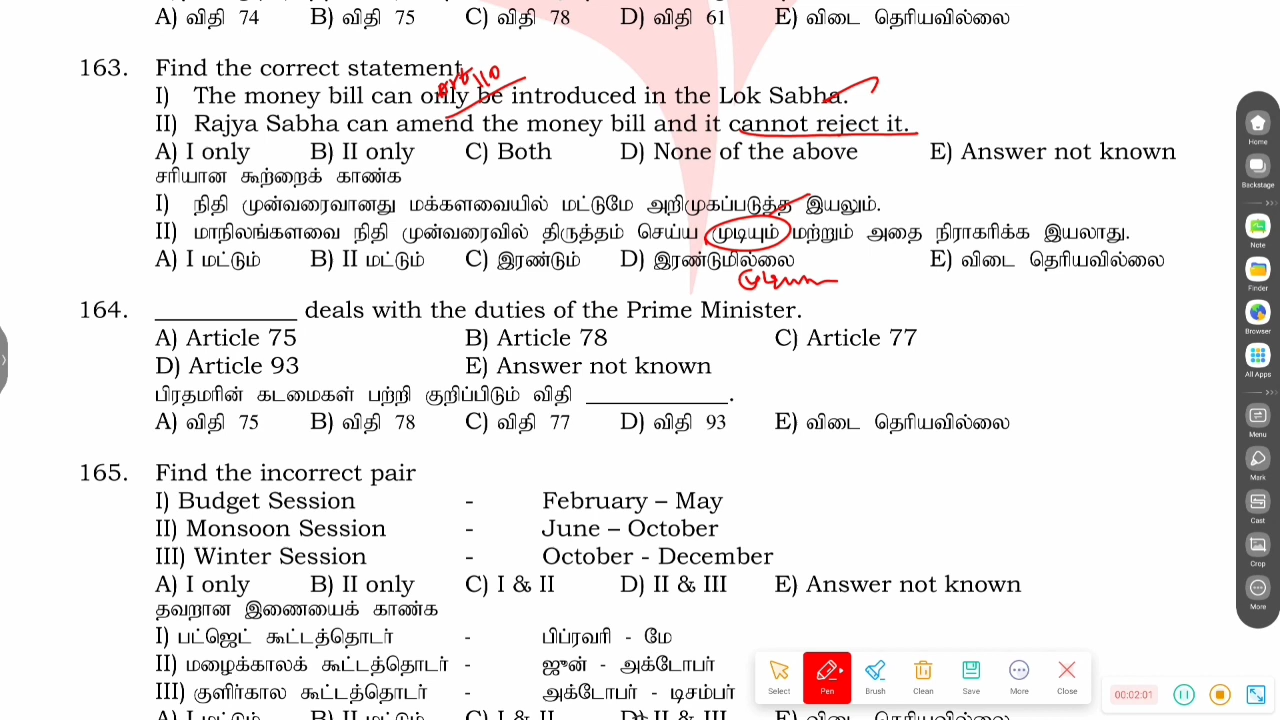 A) விதி 74 B) விதி 75 C) விதி 78 D) விதி 61 E) விடை தெரியவில்லை
163. Find the correct statement
Art 110
I) The money bill can only be introduced in the Lok Sabha.
II) Rajya Sabha can amend the money bill and it cannot reject it.
A) I only B) II only C) Both D) None of the above E) Answer not known
சரியான கூற்றைக் காண்க
I) நிதி முன்வரைவானது மக்களவையில் மட்டுமே அறிமுகப்படுத்த இயலும்.
II) மாநிலங்களவை நிதி முன்வரைவில் திருத்தம் செய்ய முடியும் மற்றும் அதை நிராகரிக்க இயலாது.
A) I மட்டும் B) II மட்டும் C) இரண்டும் D) இரண்டுமில்லை E) விடை தெரியவில்லை
164. ____________ deals with the duties of the Prime Minister.
A) Article 75 B) Article 78 C) Article 77
D) Article 93 E) Answer not known
பிரதமரின் கடமைகள் பற்றி குறிப்பிடும் விதி ____________.
A) விதி 75 B) விதி 78 C) விதி 77 D) விதி 93 E) விடை தெரியவில்லை
165. Find the incorrect pair
I) Budget Session - February – May
II) Monsoon Session - June – October
III) Winter Session - October - December
A) I only B) II only C) I & II D) II & III E) Answer not known
தவறான இணையைக் காண்க
I) பட்ஜெட் கூட்டத்தொடர் - பிப்ரவரி - மே
II) மழைக்காலக் கூட்டத்தொடர் - ஜுன் - அக்டோபர்
III) குளிர்கால கூட்டத்தொடர் - அக்டோபர் - டிசம்பர்
A) I மட்டும் B) II மட்டும் C) I & II D) II & III E) விடை தெரியவில்லை
Home
Backstage
Note
Finder
Browser
All Apps
Menu
Mark
Cast
Crop
More
Select Pen Brush Clean Save More Close
00:02:01